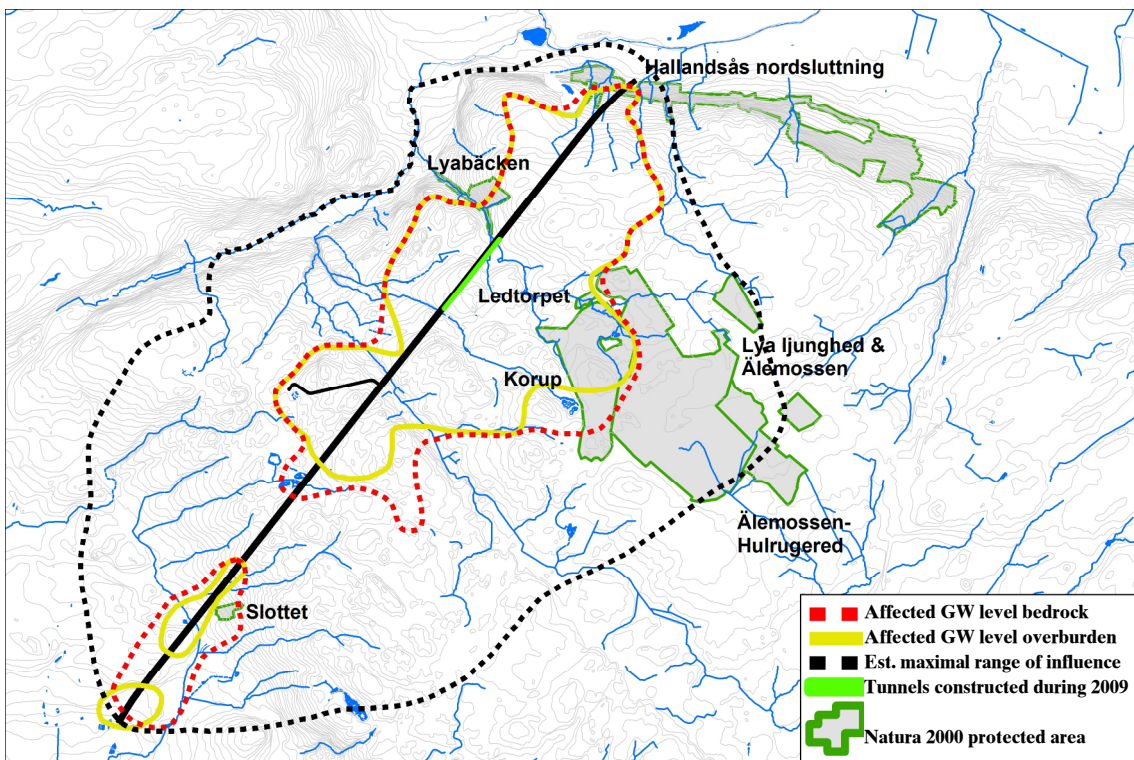 Hallandsås nordsluttning
Lyabäcken
Ledtorpet
Lya ljunghed &
Älemossen
Korup
Älemossen-
Hulrugered
Slottet
Affected GW level bedrock
Affected GW level overburden
Est. maximal range of influence
Tunnels constructed during 2009
Natura 2000 protected area